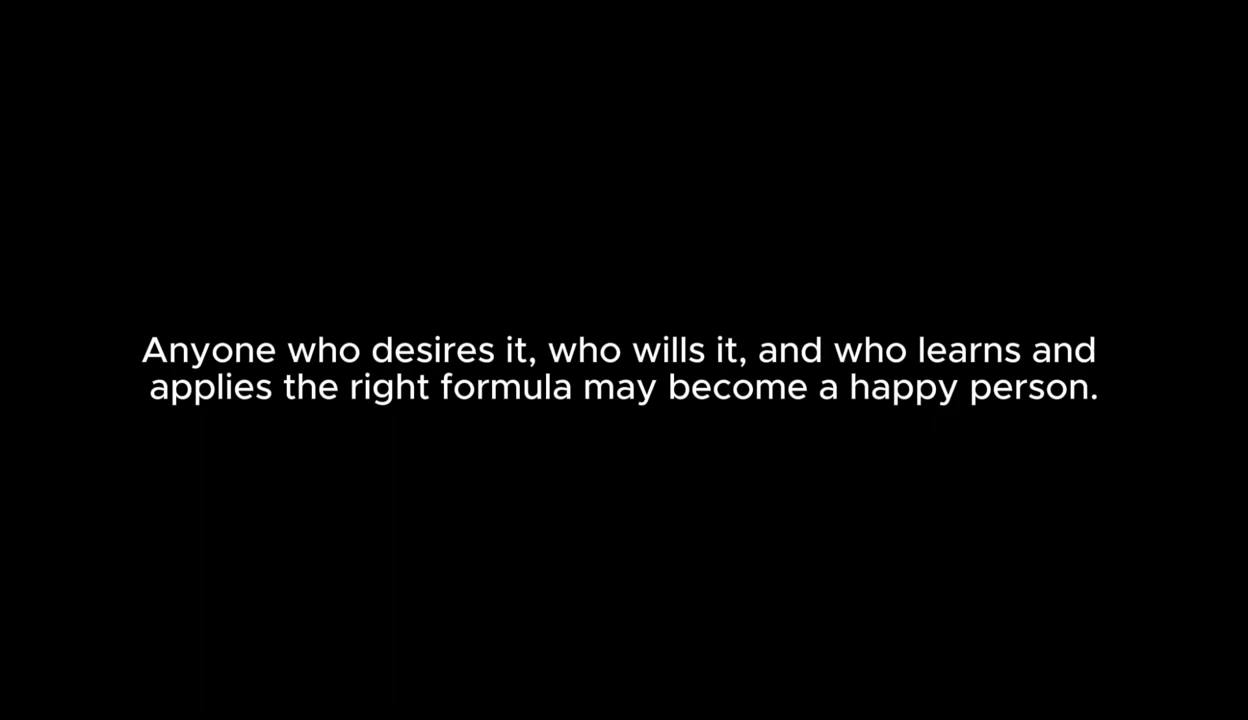 Anyone who desires it, who wills it, and who learns and
applies the right formula may become a happy person.